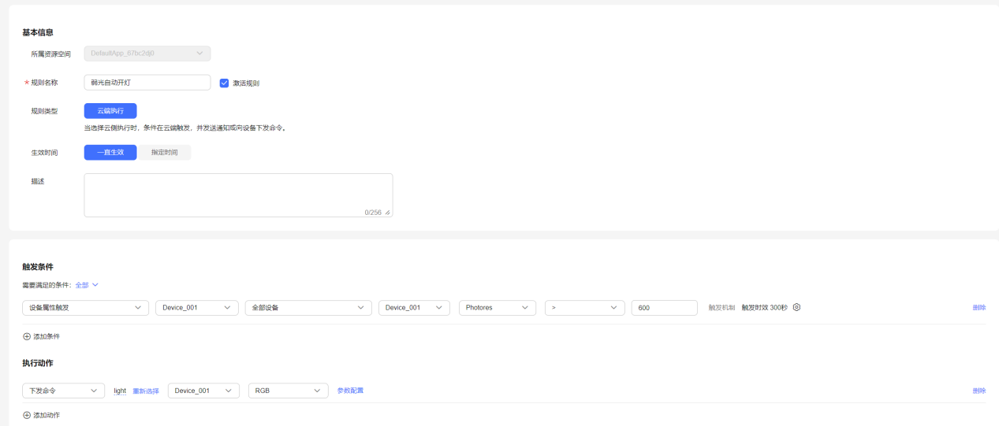 基本信息
所属资源空间 DefaultApp_67bc2dj0
* 规则名称 弱光自动开灯 激活规则
规则类型 云端执行
当选择云侧执行时，条件在云端触发，并发送通知或向设备下发命令。
生效时间 一直生效 指定时间
描述
0/256
触发条件
需要满足的条件: 全部
设备属性触发 Device_001 全部设备 Device_001 Photores > 600 触发机制 触发时效 300秒 删除
添加条件
执行动作
下发命令 light 重新选择 Device_001 RGB 参数配置 删除
添加动作